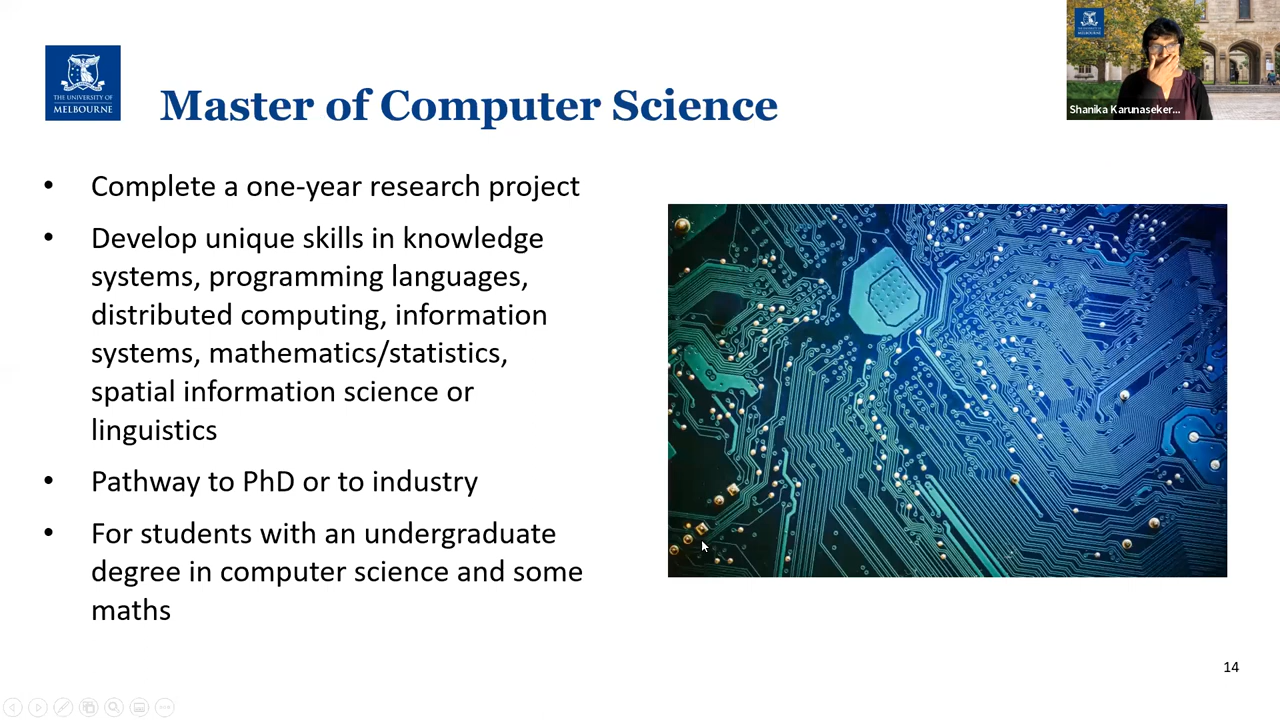 THE UNIVERSITY OF
MELBOURNE
Master of Computer Science
Shanika Karunaseker...
• Complete a one-year research project
• Develop unique skills in knowledge
systems, programming languages,
distributed computing, information
systems, mathematics/statistics,
spatial information science or
linguistics
• Pathway to PhD or to industry
• For students with an undergraduate
degree in computer science and some
maths
14